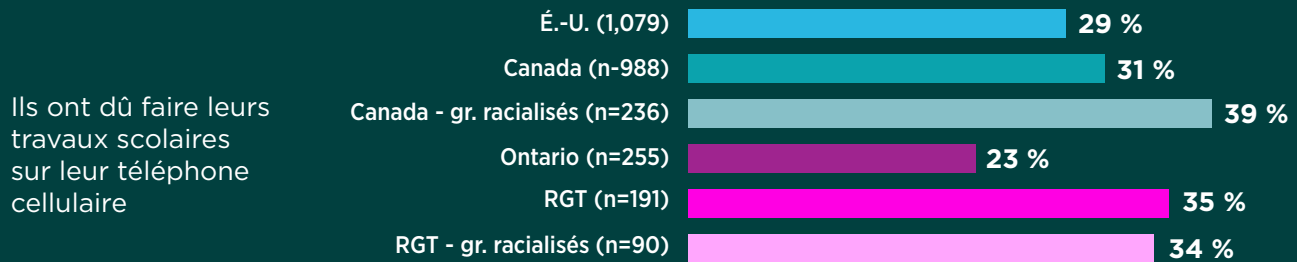 É.-U. (1,079) 29 %
Canada (n-988) 31 %
Ils ont dû faire leurs
travaux scolaires
sur leur téléphone
cellulaire
Canada - gr. racialisés (n=236) 39 %
Ontario (n=255) 23 %
RGT (n=191) 35 %
RGT - gr. racialisés (n=90) 34 %